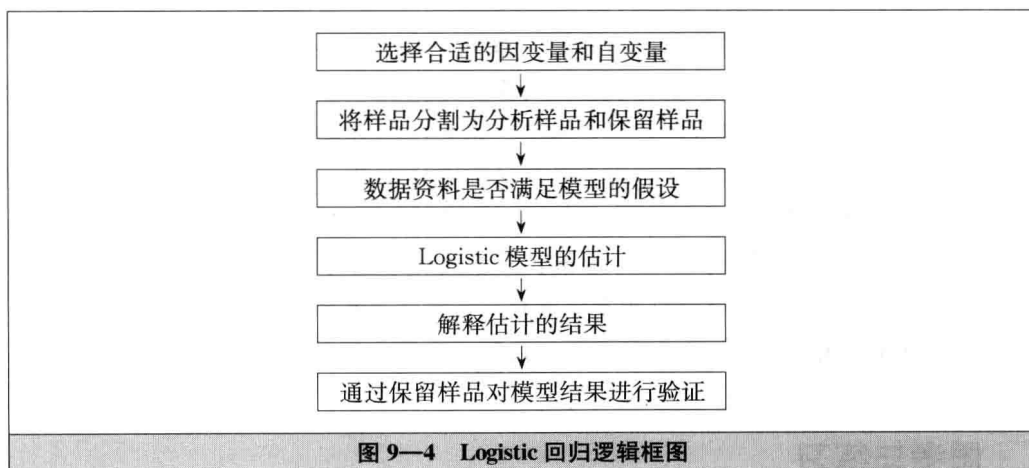 选择合适的因变量和自变量
将样品分割为分析样品和保留样品
数据资料是否满足模型的假设
Logistic 模型的估计
解释估计的结果
通过保留样品对模型结果进行验证
图 9—4 Logistic 回归逻辑框图